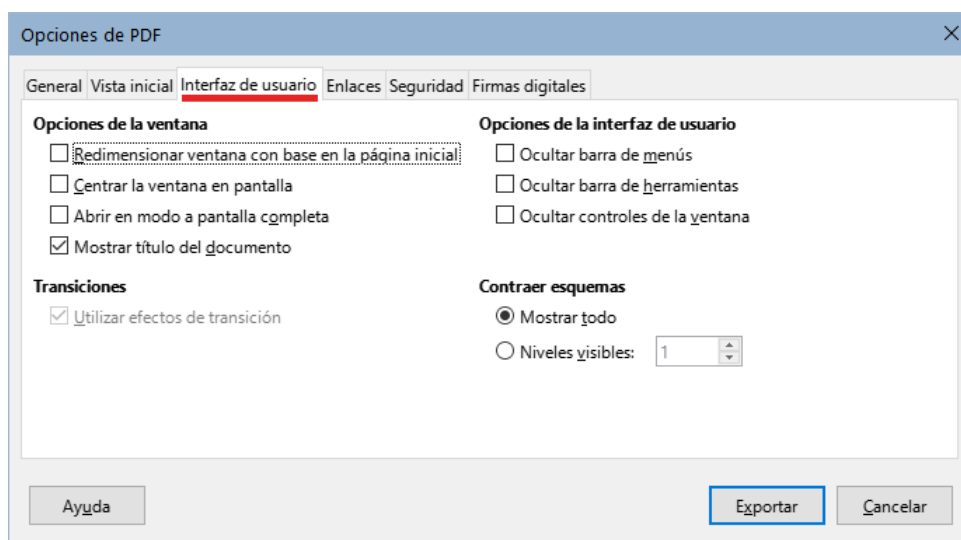 Opciones de PDF
General Vista inicial Interfaz de usuario Enlaces Seguridad Firmas digitales
Opciones de la ventana
Redimensionar ventana con base en la página inicial
Centrar la ventana en pantalla
Abrir en modo a pantalla completa
Mostrar título del documento
Opciones de la interfaz de usuario
Ocultar barra de menús
Ocultar barra de herramientas
Ocultar controles de la ventana
Transiciones
Utilizar efectos de transición
Contraer esquemas
Mostrar todo
Niveles visibles: 1
Ayuda Exportar Cancelar